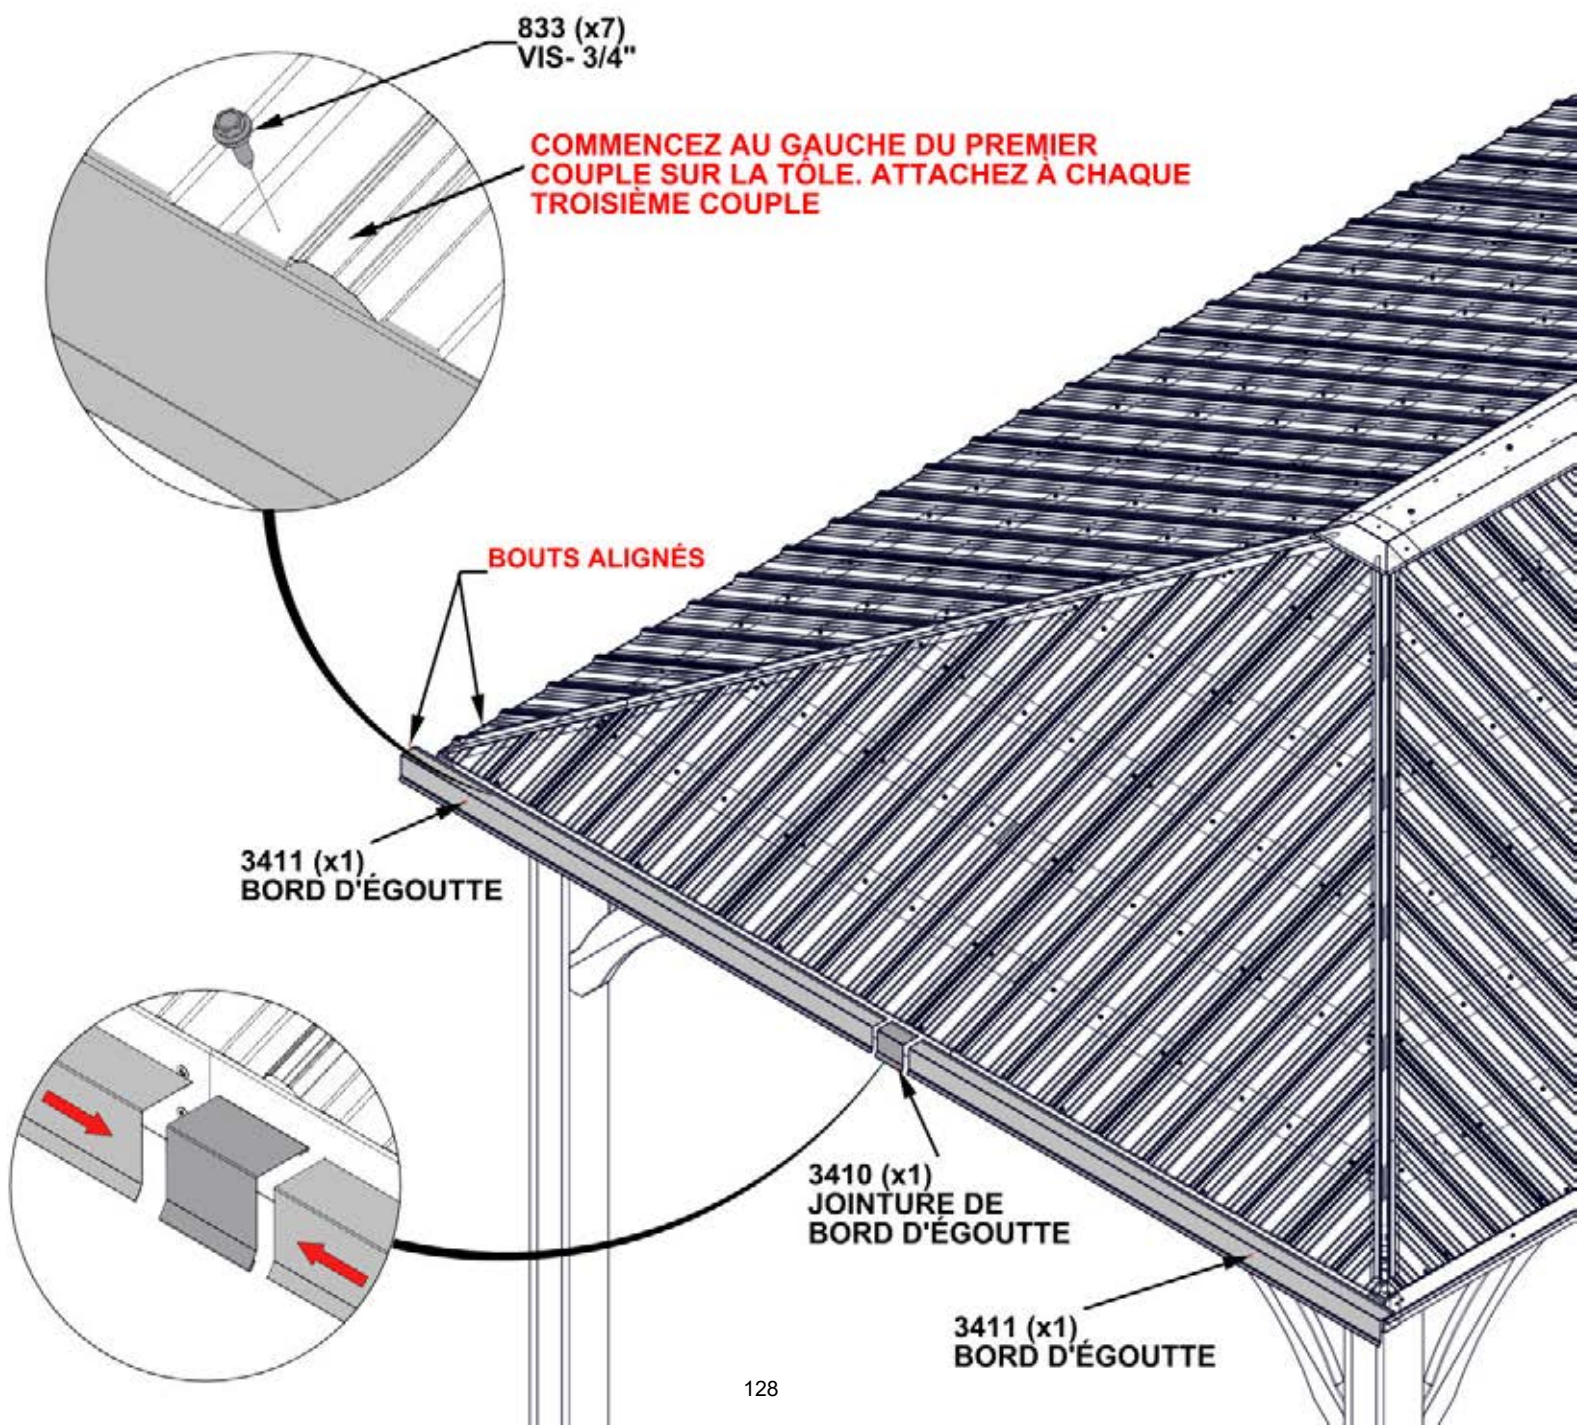 833 (x7)
VIS- 3/4"
COMMENCEZ AU GAUCHE DU PREMIER
COUPLE SUR LA TÔLE. ATTACHEZ À CHAQUE
TROISIÈME COUPLE
BOUTS ALIGNÉS
3411 (x1)
BORD D'ÉGOUTTE
3410 (x1)
JOINTURE DE
BORD D'ÉGOUTTE
3411 (x1)
BORD D'ÉGOUTTE
128